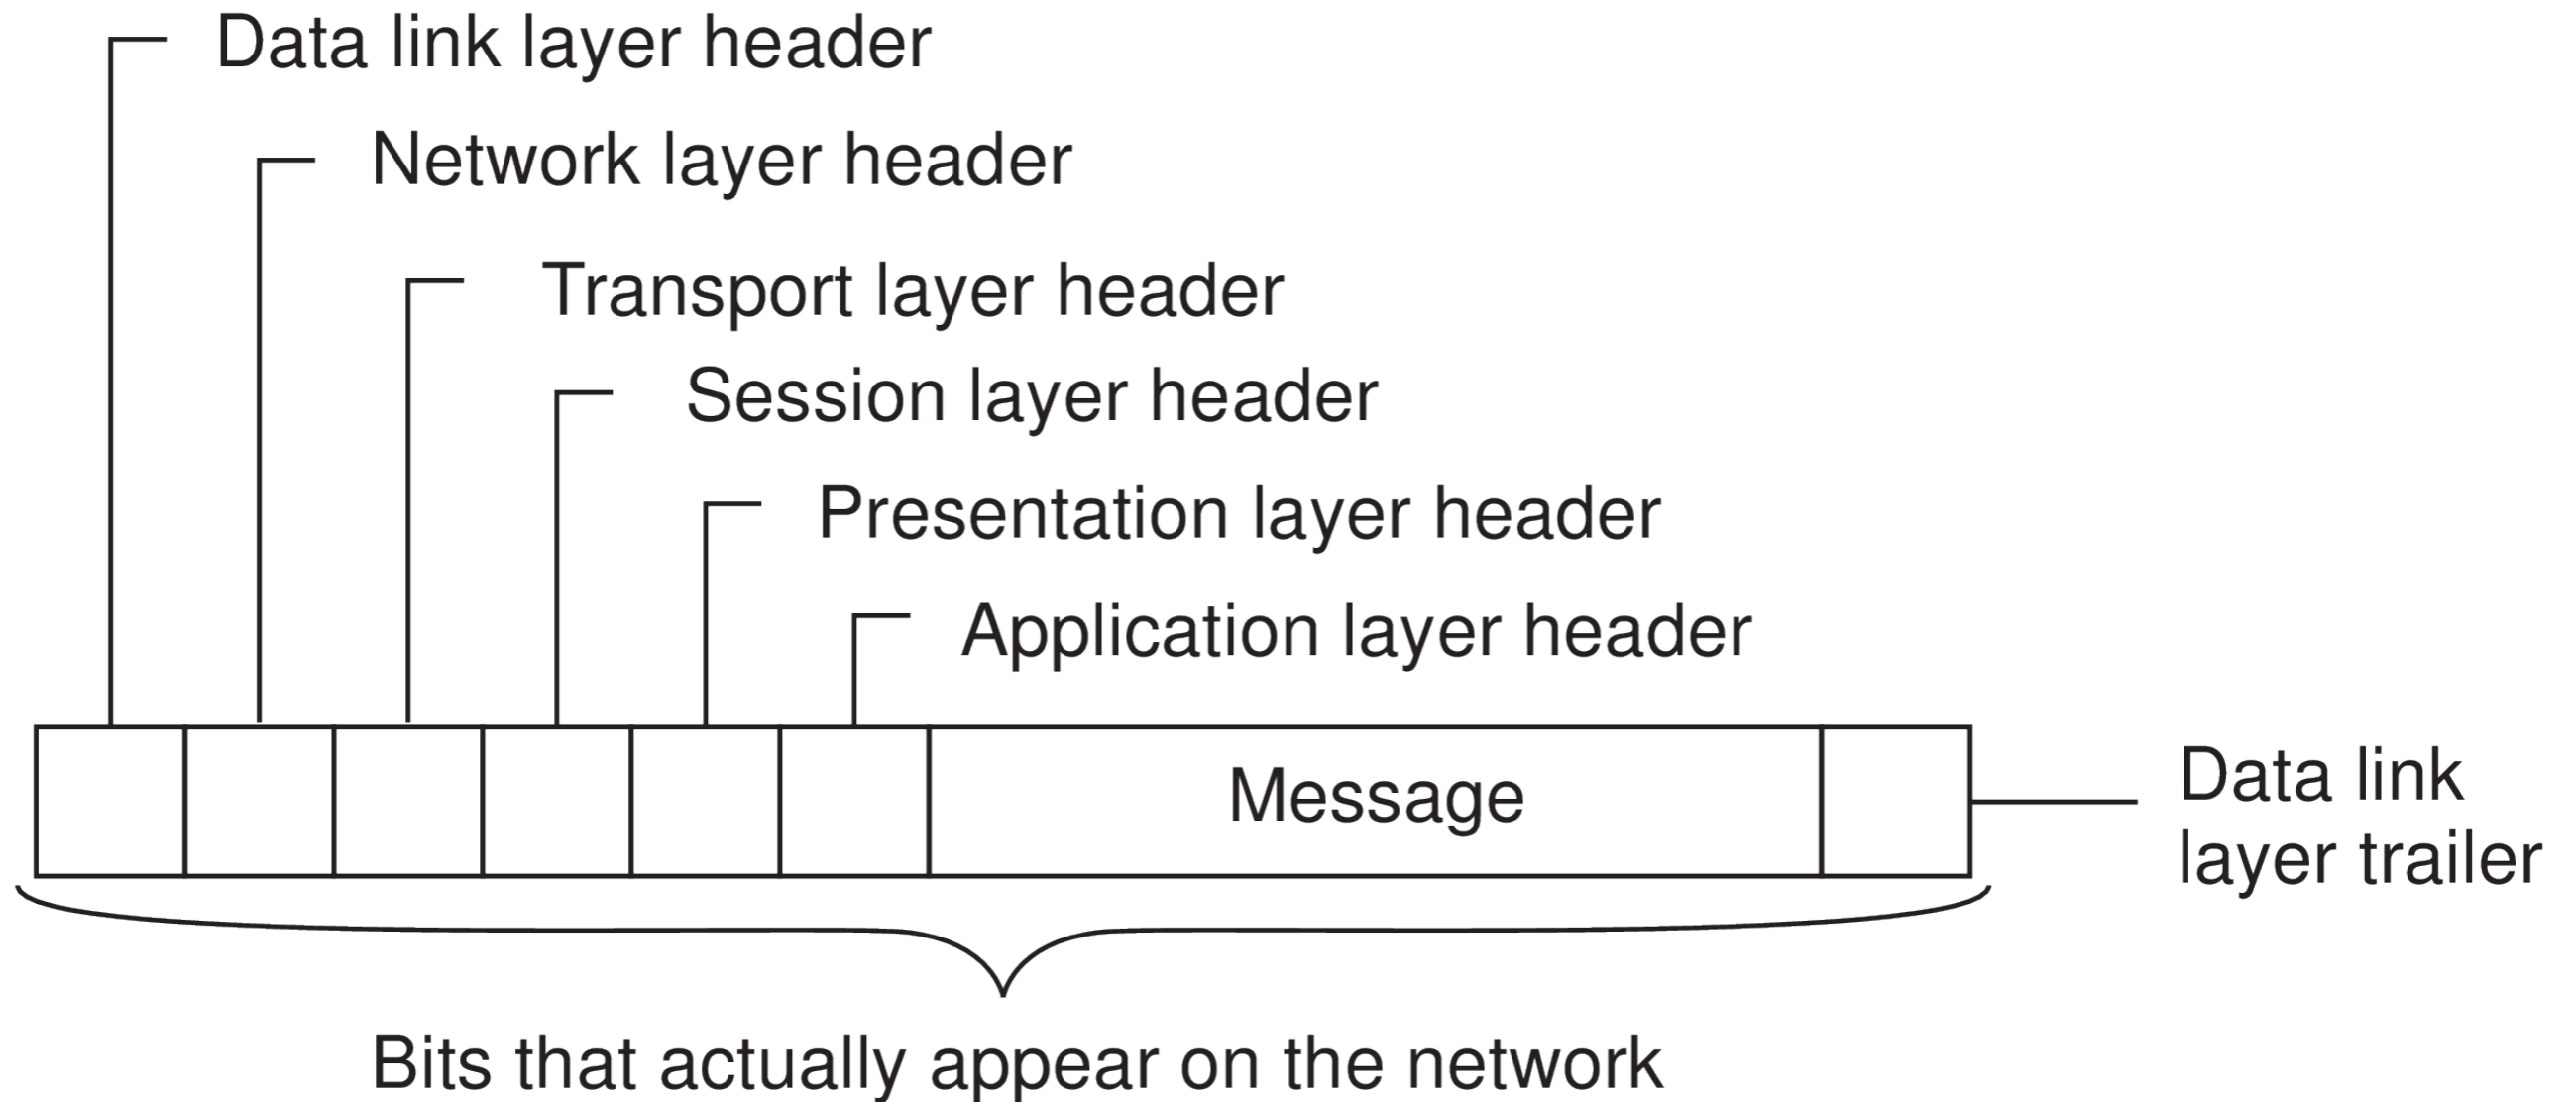 Data link layer header
Network layer header
Transport layer header
Session layer header
Presentation layer header
Application layer header
Message
Data link
layer trailer
Bits that actually appear on the network